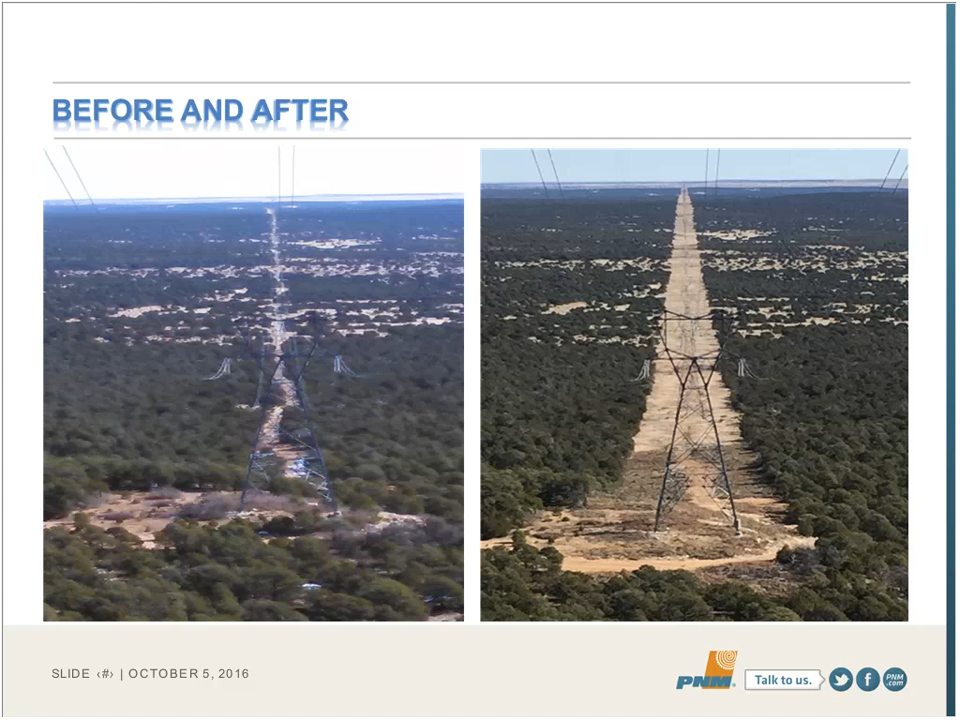 BEFORE AND AFTER
SLIDE ‹#› | OCTOBER 5, 2016
PNM
Talk to us.
PNM
.com